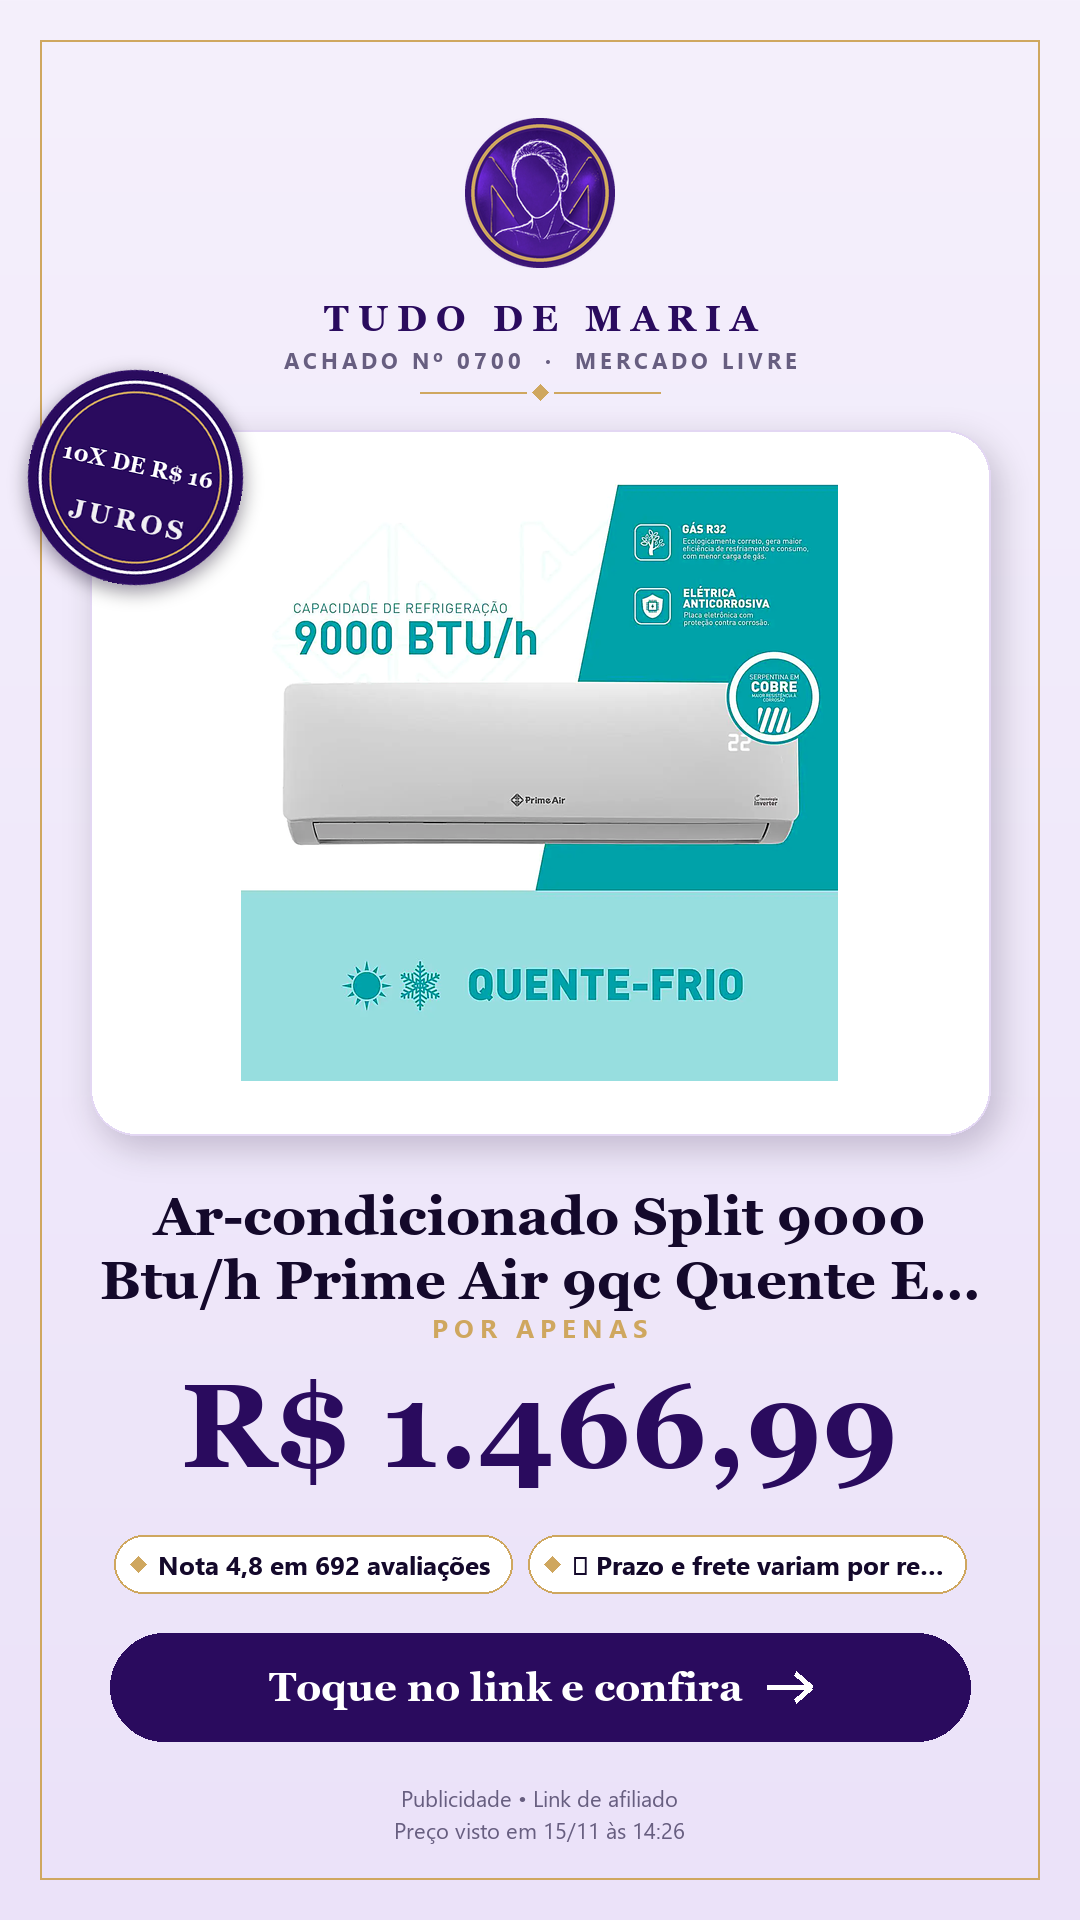 TUDO DE MARIA
ACHADO Nº 0700 · MERCADO LIVRE
10X DE R$ 16
JUROS
GÁS R32
Ecologicamente correto, gera maior
eficiência de resfriamento e consumo,
com menor carga de gás.
ELÉTRICA
ANTICORROSIVA
Placa eletrônica com
proteção contra corrosão.
CAPACIDADE DE REFRIGERAÇÃO
9000 BTU/h
SERPENTINA EM
COBRE
MAIOR RESISTÊNCIA À
CORROSÃO
22
PrimeAir
Tecnologia
Inverter
QUENTE-FRIO
Ar-condicionado Split 9000
Btu/h Prime Air 9qc Quente E...
POR APENAS
R$ 1.466,99
Nota 4,8 em 692 avaliações
Prazo e frete variam por re...
Toque no link e confira →
Publicidade • Link de afiliado
Preço visto em 15/11 às 14:26